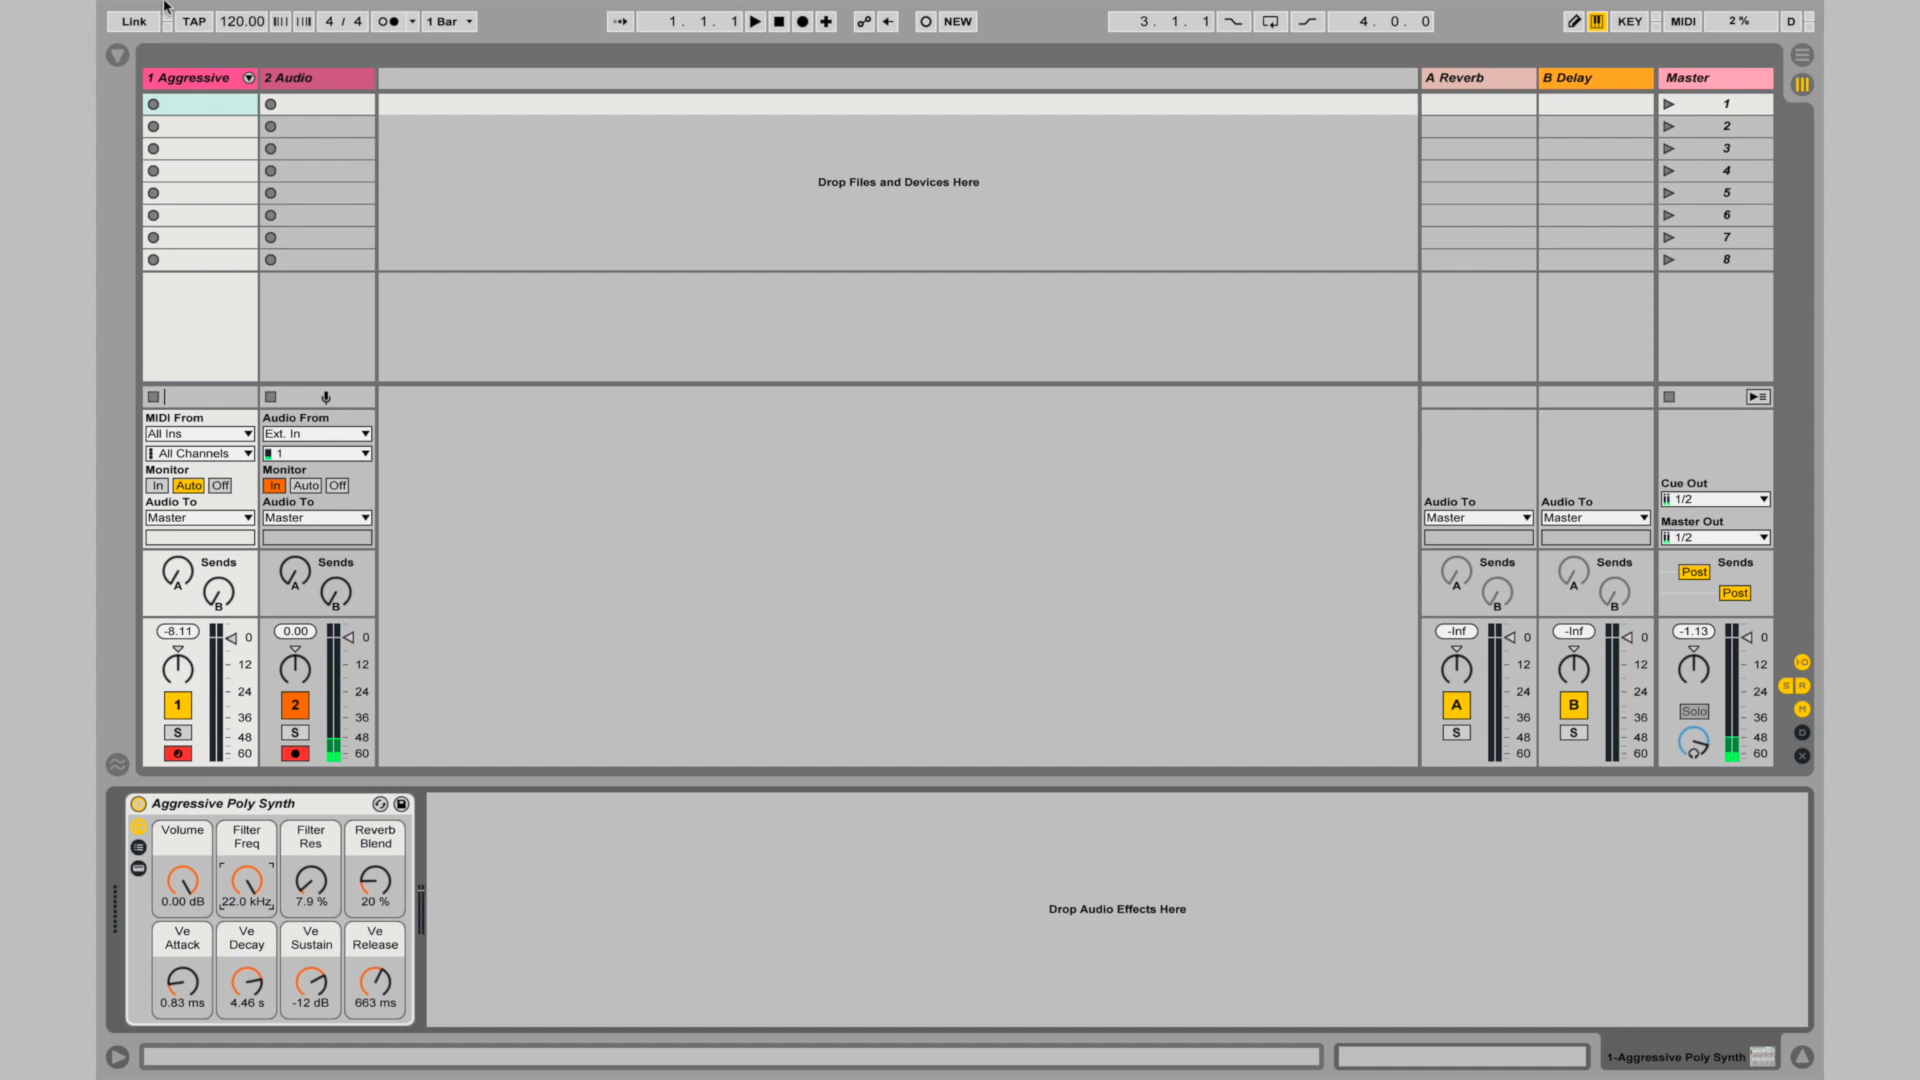 Link TAP 120.00 4 / 4 1 Bar 1. 1. 1 NEW 3. 1. 1 4. 0. 0 KEY MIDI 2 % D
1 Aggressive 2 Audio A Reverb B Delay Master
1
2
3
4
5
6
7
8
Drop Files and Devices Here
MIDI From Audio From
All Ins Ext. In
All Channels 1
Monitor Monitor
In Auto Off In Auto Off
Audio To Audio To Audio To Audio To
Master Master Master Master
Cue Out
1/2
Master Out
1/2
Sends Sends Sends Sends Sends
A A A A Post
B B B B Post
-8.11 0.00 -Inf -Inf -1.13
0 0 0 0 0
12 12 12 12 12
24 24 24 24 24
1 2 A B Solo
36 36 36 36 36
S S S S
48 48 48 48 48
60 60 60 60 60
I-O
S R
M
D
X
Aggressive Poly Synth
Volume Filter Freq Filter Res Reverb Blend
0.00 dB 22.0 kHz 7.9 % 20 %
Ve Attack Ve Decay Ve Sustain Ve Release
0.83 ms 4.46 s -12 dB 663 ms
Drop Audio Effects Here
1-Aggressive Poly Synth